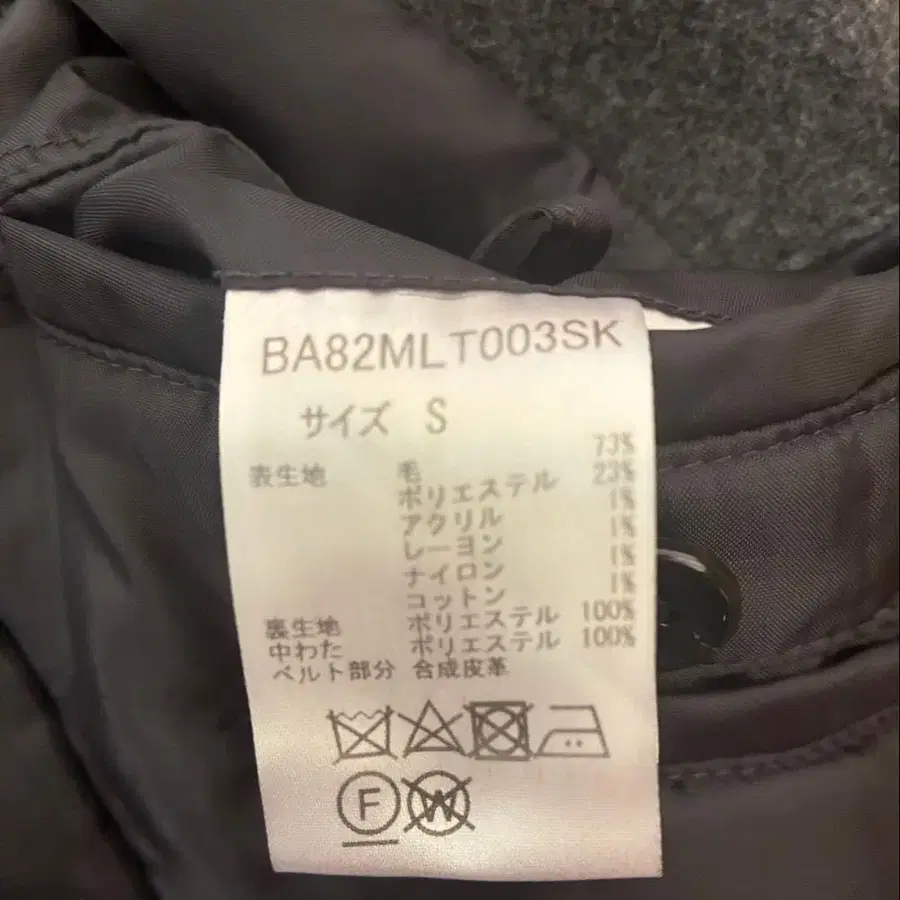 BA82MLT003SK
サイズ S
表生地 毛 73%
ポリエステル 23%
アクリル 1%
レーヨン 1%
ナイロン 1%
コットン 1%
裏生地 ポリエステル 100%
中わた ポリエステル 100%
ベルト部分 合成皮革
F W